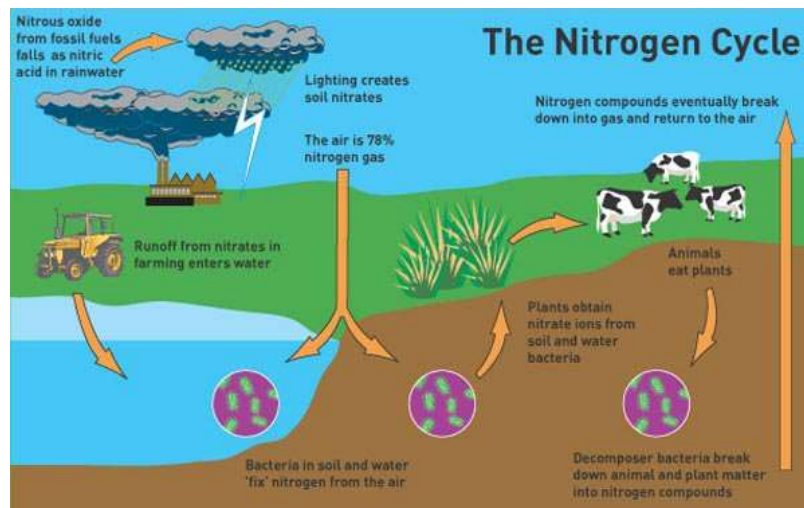 The Nitrogen Cycle
Nitrous oxide
from fossil fuels
falls as nitric
acid in rainwater
Lighting creates
soil nitrates
The air is 78%
nitrogen gas
Nitrogen compounds eventually break
down into gas and return to the air
Runoff from nitrates in
farming enters water
Animals
eat plants
Plants obtain
nitrate ions from
soil and water
bacteria
Bacteria in soil and water
'fix' nitrogen from the air
Decomposer bacteria break
down animal and plant matter
into nitrogen compounds